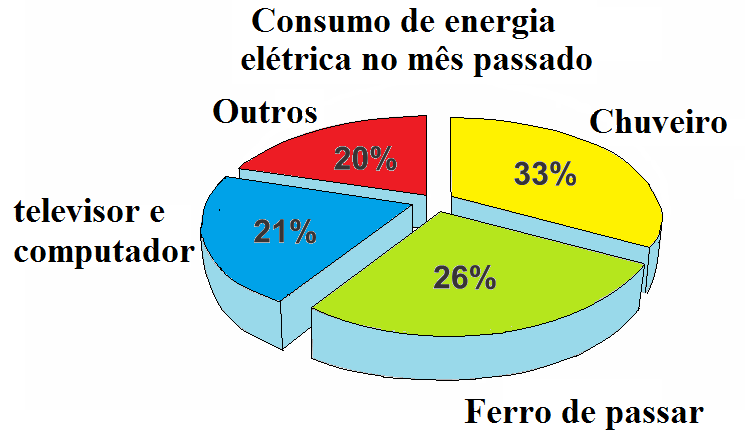 Consumo de energia
elétrica no mês passado
Outros
Chuveiro
20%
33%
televisor e
computador
21%
26%
Ferro de passar